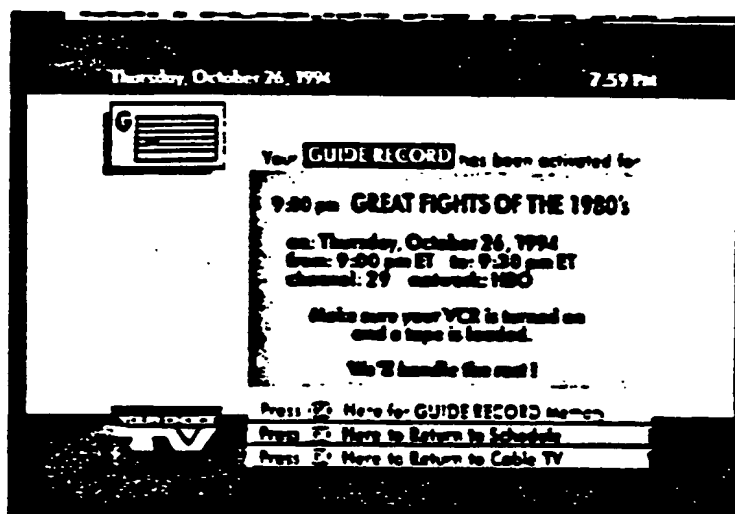 Thursday, October 26, 1994
7:59 PM
G
Your GUIDE RECORD has been activated for
9:00 pm GREAT FIGHTS OF THE 1980's
on: Thursday, October 26, 1994
from: 9:00 pm ET to: 9:30 pm ET
channel: 29 network: HBO
Make sure your VCR is turned on
and a tape is loaded.
We'll handle the rest!
Press Here for GUIDE RECORD Memory
TV
Press Here to Return to Schedule
Press Here to Return to Cable TV